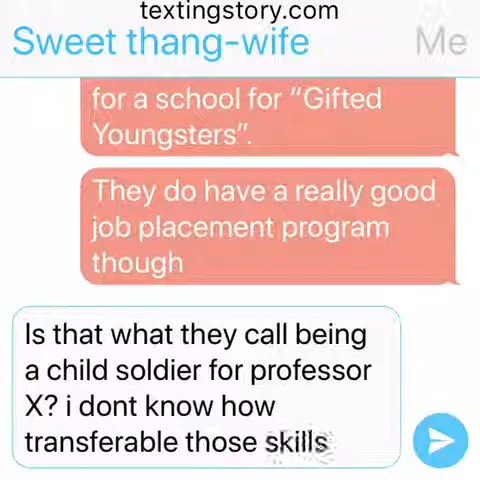 textingstory.com
Sweet thang-wife
Me
for a school for “Gifted
Youngsters”.
They do have a really good
job placement program
though
Is that what they call being
a child soldier for professor
X? i dont know how
transferable those skills